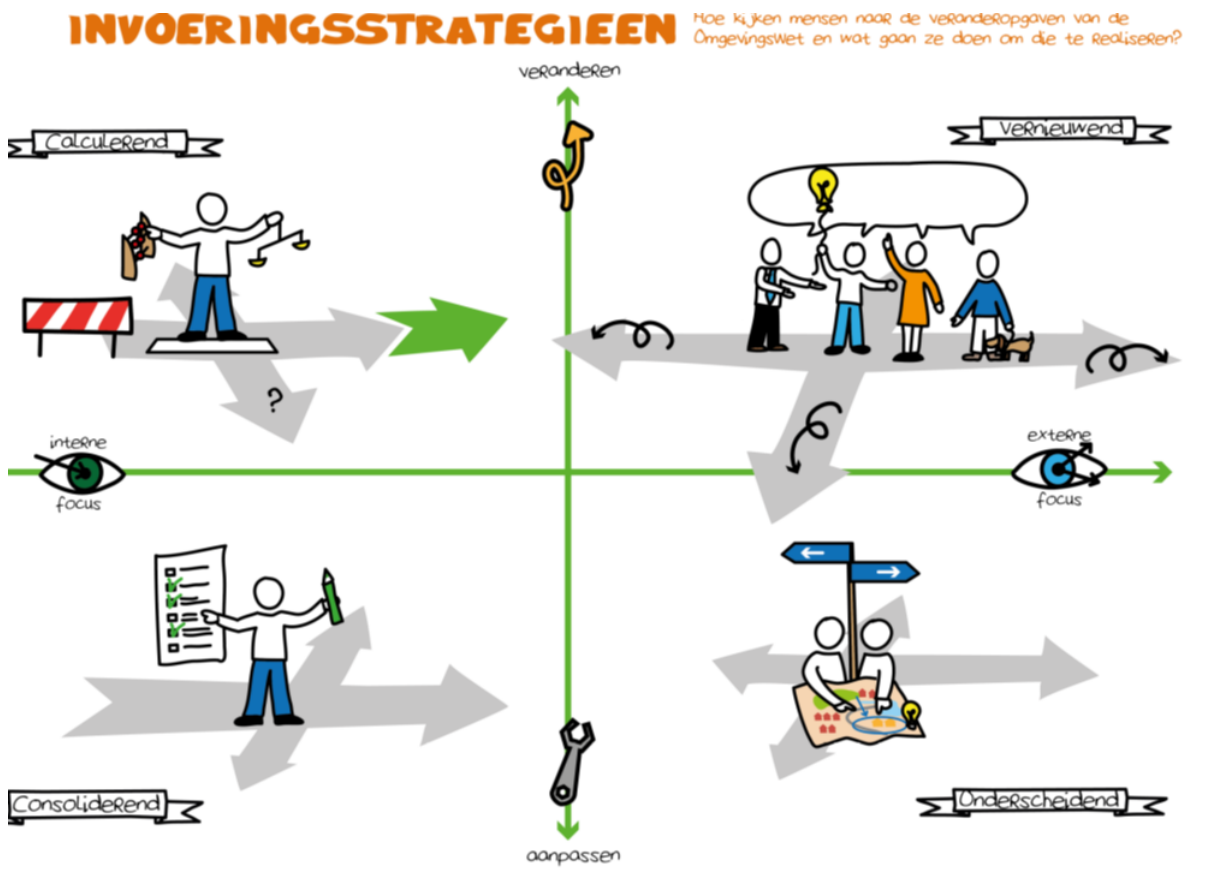 INVOERINGSSTRATEGIEEN
Hoe kijken mensen naar de veranderopgaven van de
Omgevingswet en wat gaan ze doen om die te realiseren?
veranderen
Calculerend
Vernieuwend
?
interne
focus
externe
focus
Consoliderend
Onderscheidend
aanpassen